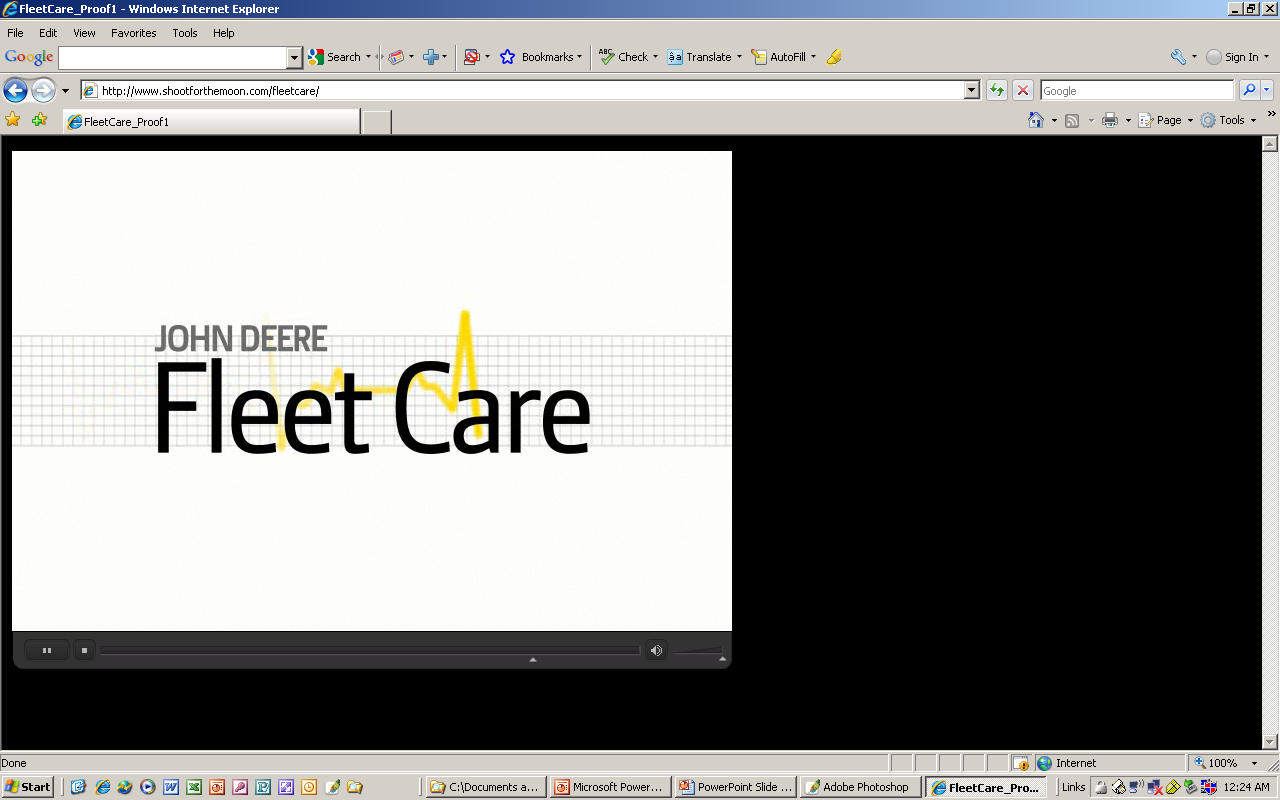 FleetCare_Proof1 - Windows Internet Explorer
File Edit View Favorites Tools Help
Google Search Bookmarks ABC Check āa Translate AutoFill Sign In
http://www.shootforthemoon.com/fleetcare/ Google
FleetCare_Proof1 Page Tools
JOHN DEERE
Fleet Care
Done Internet 100%
Start C:\Documents a... Microsoft Power... PowerPoint Slide ... Adobe Photoshop FleetCare_Pro... Links 12:24 AM